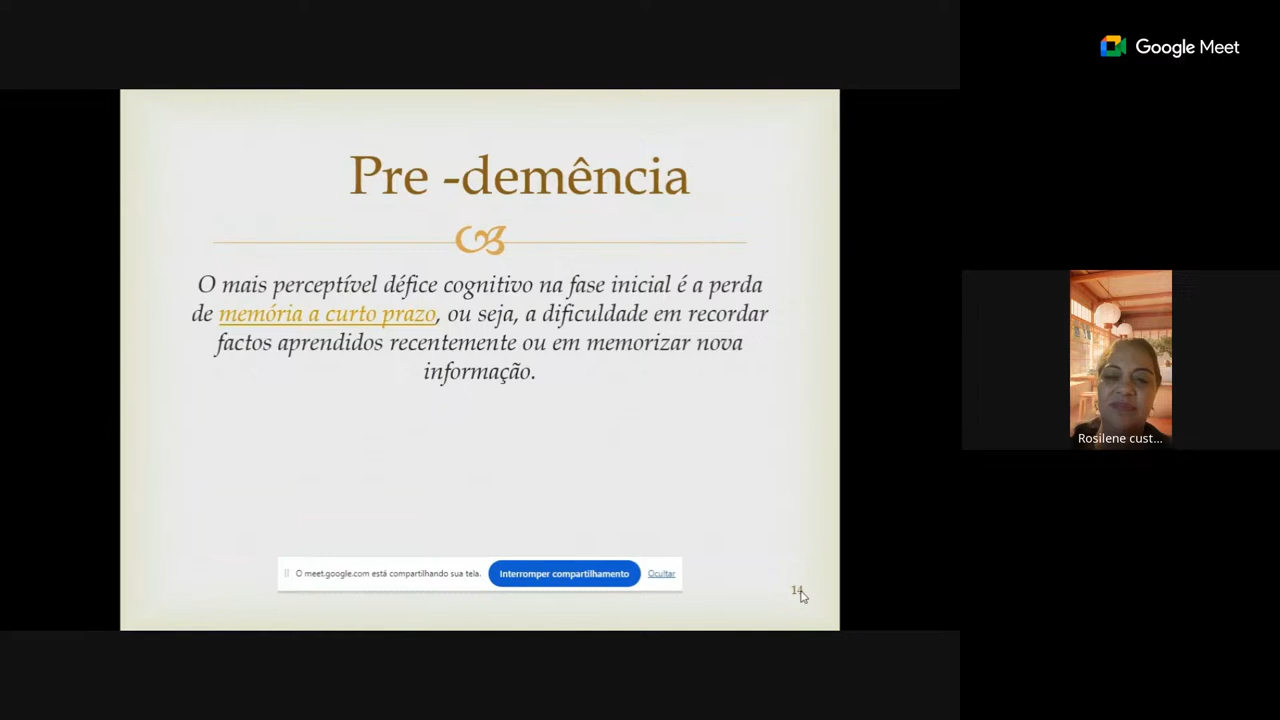 Google Meet
Pre -demência
O mais perceptível défice cognitivo na fase inicial é a perda
de memória a curto prazo, ou seja, a dificuldade em recordar
factos aprendidos recentemente ou em memorizar nova
informação.
Rosilene cust...
O meet.google.com está compartilhando sua tela.
Interromper compartilhamento
Ocultar
14